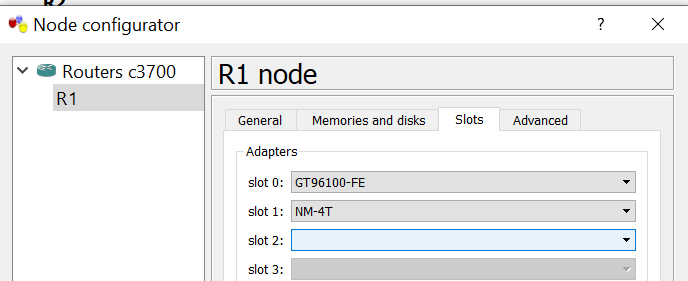 Node configurator
?
Routers c3700
R1
R1 node
General Memories and disks Slots Advanced
Adapters
slot 0: GT96100-FE
slot 1: NM-4T
slot 2:
slot 3: